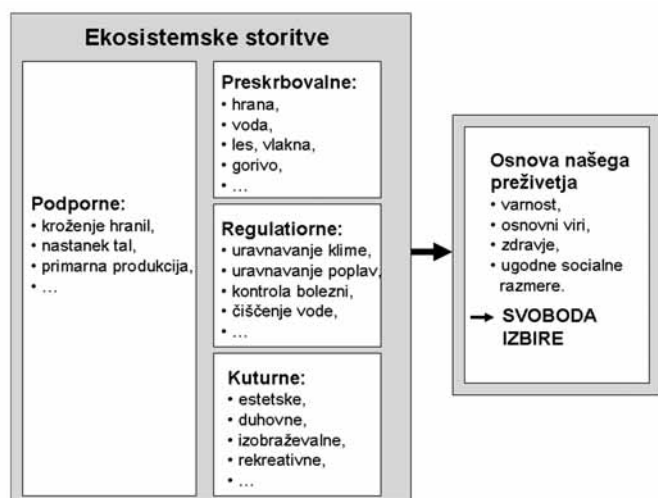 Ekosistemske storitve
Podporne:
• kroženje hranil,
• nastanek tal,
• primarna produkcija,
• ...
Preskrbovalne:
• hrana,
• voda,
• les, vlakna,
• gorivo,
• ...
Regulatiorne:
• uravnavanje klime,
• uravnavanje poplav,
• kontrola bolezni,
• čiščenje vode,
• ...
Kuturne:
• estetske,
• duhovne,
• izobraževalne,
• rekreativne,
• ...
Osnova našega
preživetja
• varnost,
• osnovni viri,
• zdravje,
• ugodne socialne
razmere.
→ SVOBODA
IZBIRE